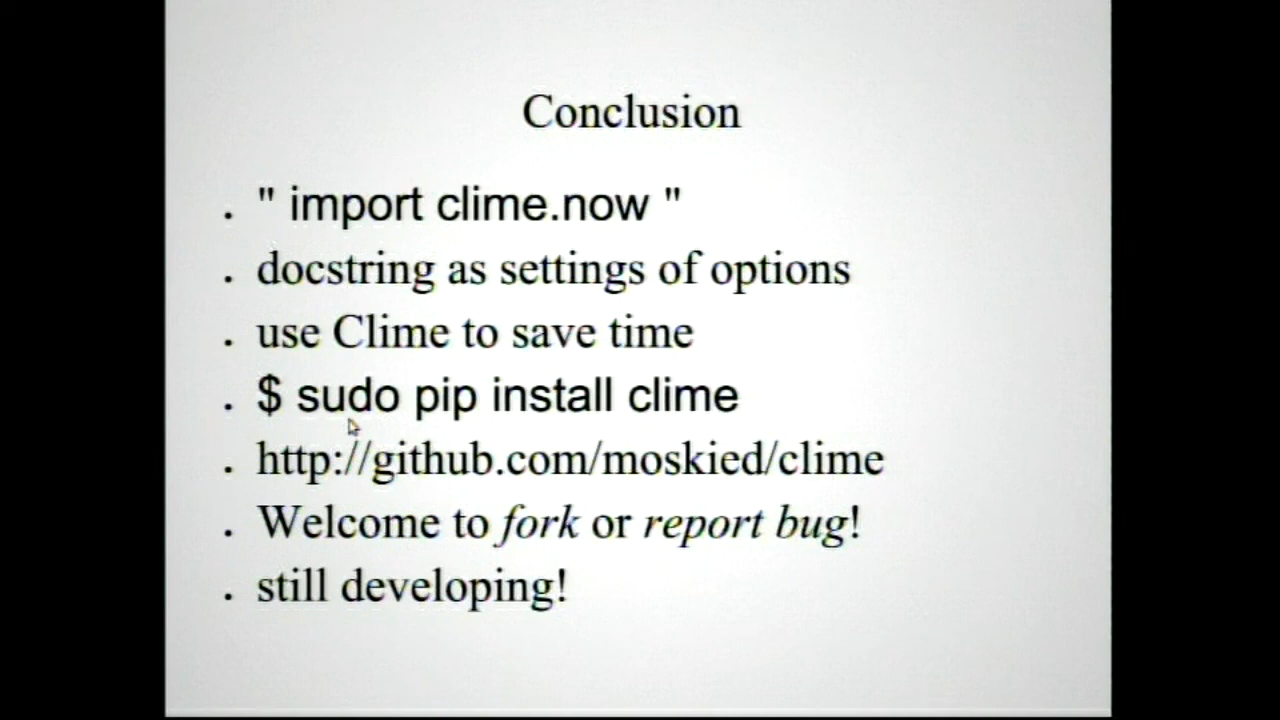 Conclusion
. " import clime.now "
. docstring as settings of options
. use Clime to save time
. $ sudo pip install clime
. http://github.com/moskied/clime
. Welcome to fork or report bug!
. still developing!